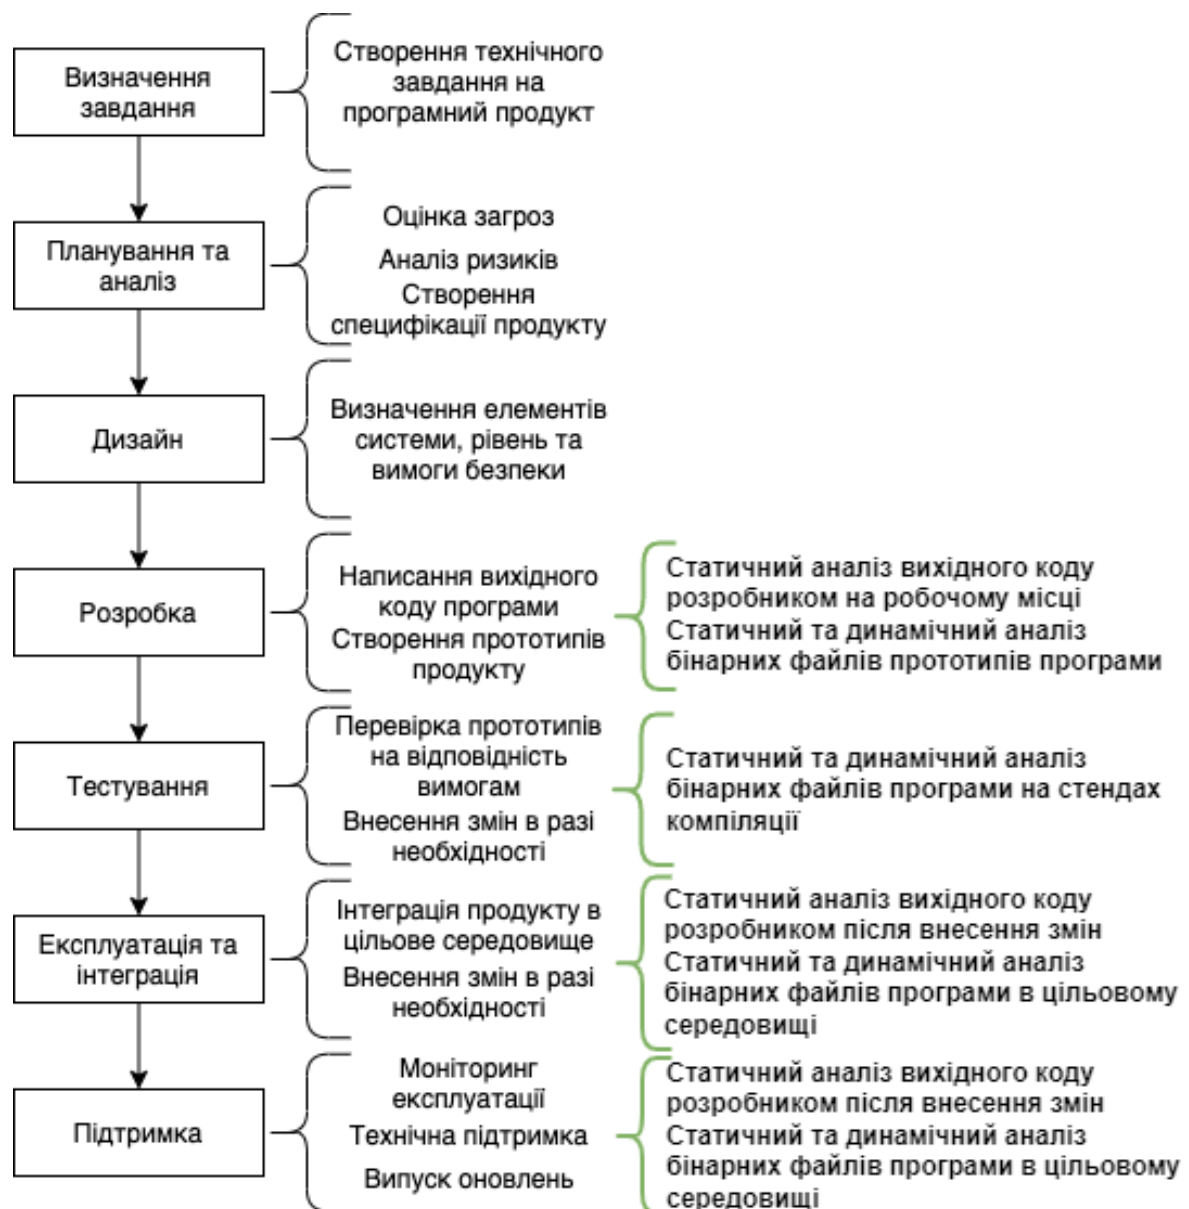 Визначення
завдання
Створення технічного
завдання на
програмний продукт
Планування та
аналіз
Оцінка загроз
Аналіз ризиків
Створення
специфікації продукту
Дизайн
Визначення елементів
системи, рівень та
вимоги безпеки
Розробка
Написання вихідного
коду програми
Створення прототипів
продукту
Статичний аналіз вихідного коду
розробником на робочому місці
Статичний та динамічний аналіз
бінарних файлів прототипів програми
Тестування
Перевірка прототипів
на відповідність
вимогам
Внесення змін в разі
необхідності
Статичний та динамічний аналіз
бінарних файлів програми на стендах
компіляції
Експлуатація та
інтеграція
Інтеграція продукту в
цільове середовище
Внесення змін в разі
необхідності
Статичний аналіз вихідного коду
розробником після внесення змін
Статичний та динамічний аналіз
бінарних файлів програми в цільовому
середовищі
Підтримка
Моніторинг
експлуатації
Технічна підтримка
Випуск оновлень
Статичний аналіз вихідного коду
розробником після внесення змін
Статичний та динамічний аналіз
бінарних файлів програми в цільовому
середовищі